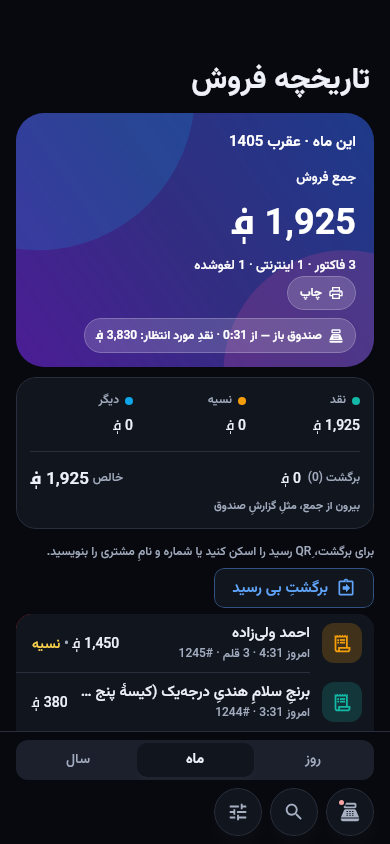 تاریخچه فروش
این ماه · عقرب 1405
جمع فروش
1,925 ؋
3 فاکتور · 1 اینترنتی · 1 لغوشده
چاپ
صندوق باز — از 0:31 · نقدِ مورد انتظار: 3,830 ؋
نقد
نسیه
دیگر
1,925 ؋
0 ؋
0 ؋
برگشت (0) 0 ؋
خالص 1,925 ؋
بیرون از جمع، مثلِ گزارشِ صندوق
برای برگشت، QR رسید را اسکن کنید یا شماره و نامِ مشتری را بنویسید.
برگشتِ بی رسید
احمد ولی‌زاده
1,450 ؋ • نسیه
امروز 4:31 · 3 قلم · #1245
برنجِ سلامِ هندیِ درجه‌یک (کیسهٔ پنج ...
380 ؋
امروز 3:31 · #1244
روز
ماه
سال